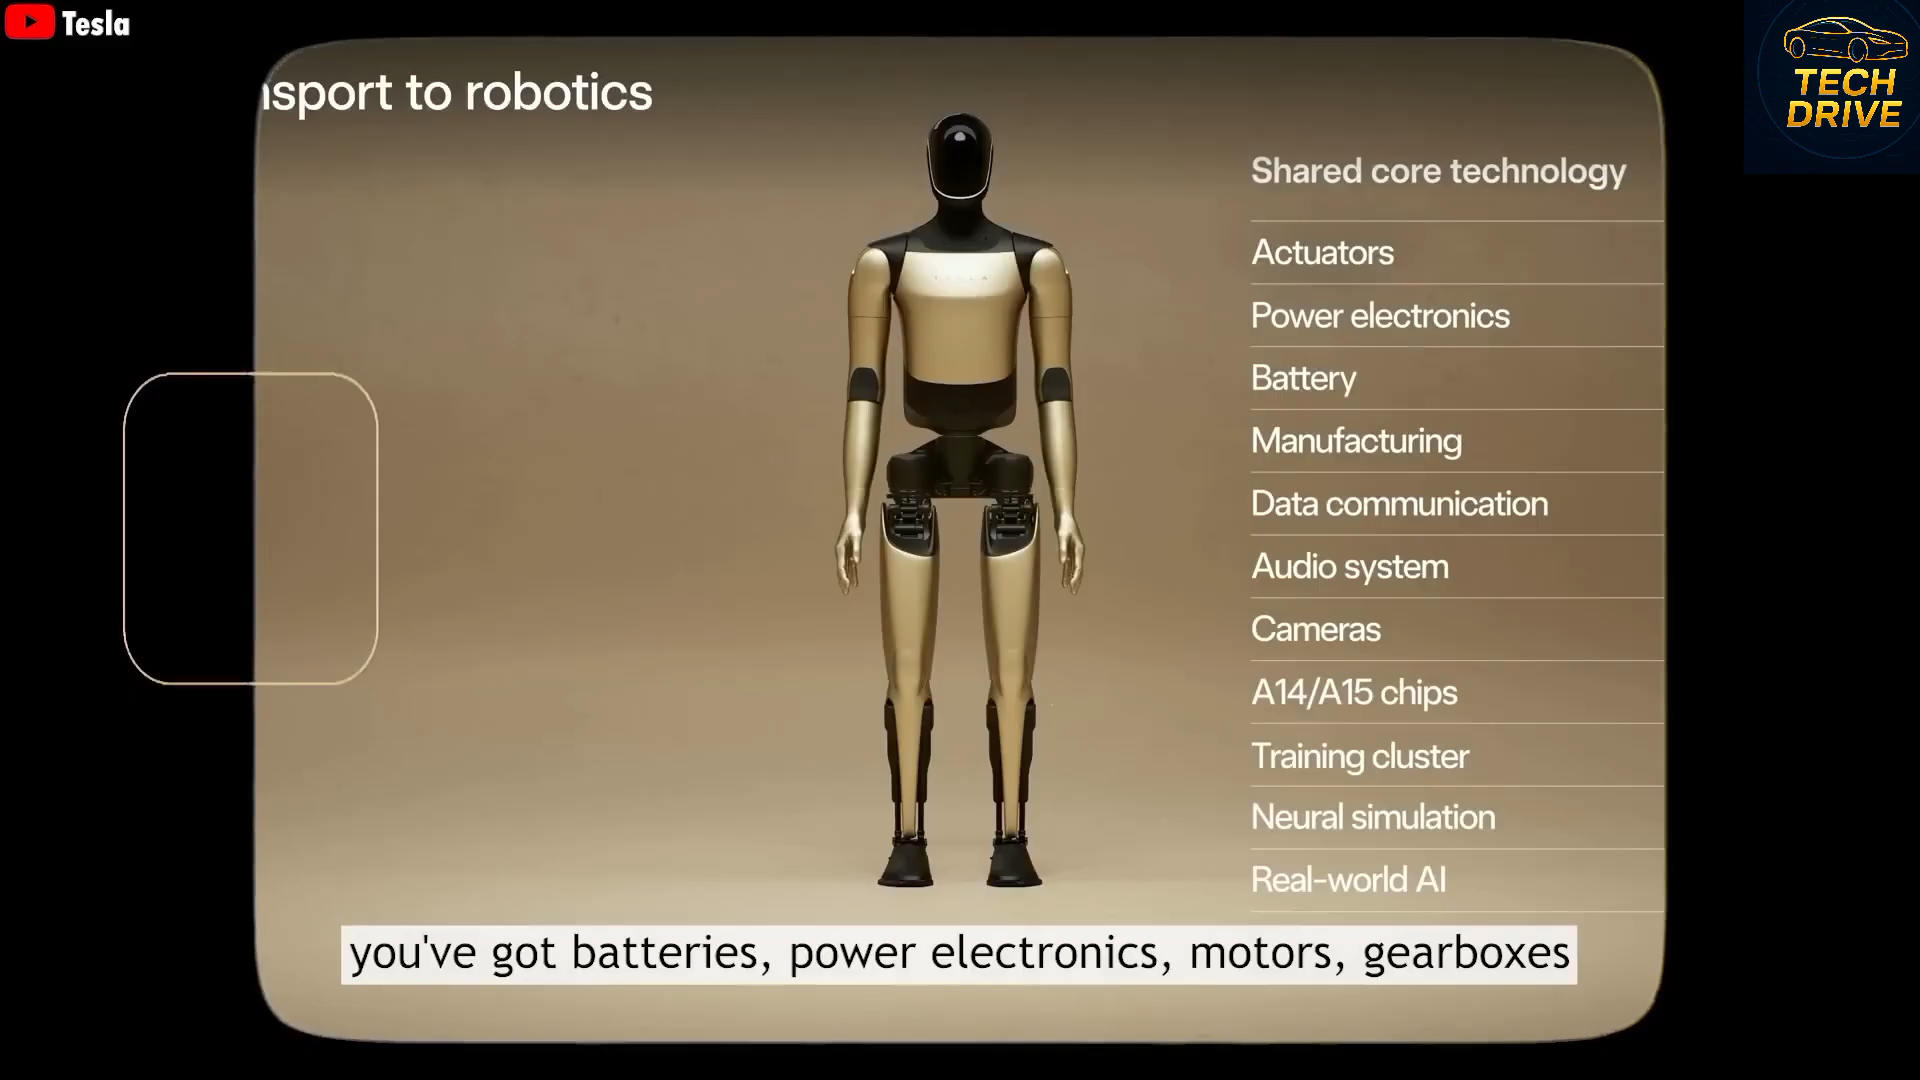 Tesla
TECH
DRIVE
nsport to robotics
Shared core technology
Actuators
Power electronics
Battery
Manufacturing
Data communication
Audio system
Cameras
A14/A15 chips
Training cluster
Neural simulation
Real-world AI
you've got batteries, power electronics, motors, gearboxes